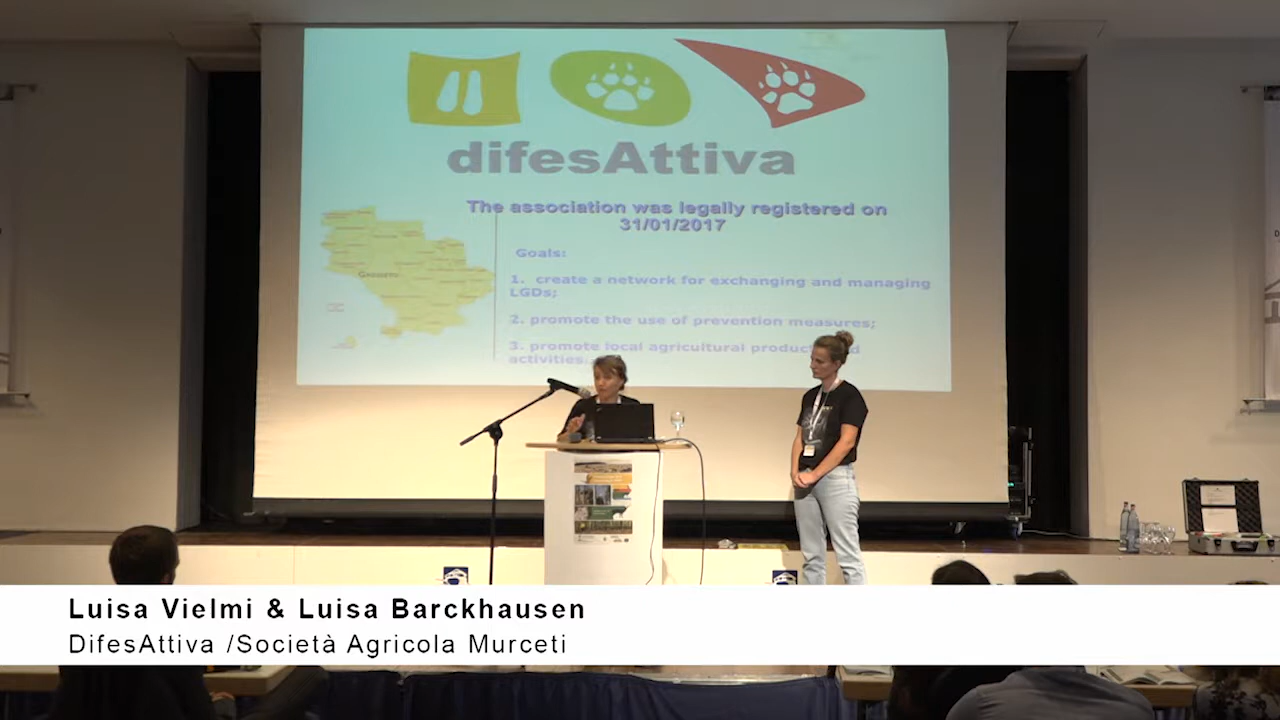 difesAttiva
The association was legally registered on
31/01/2017
Grosseto
Goals:
1. create a network for exchanging and managing
LGDs;
2. promote the use of prevention measures;
3. promote local agricultural
activities
Luisa Vielmi & Luisa Barckhausen
DifesAttiva /Società Agricola Murceti